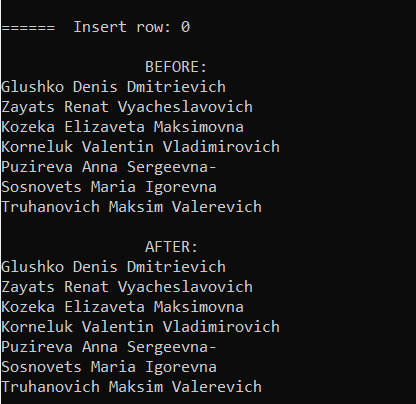 ======  Insert row: 0
BEFORE:
Glushko Denis Dmitrievich
Zayats Renat Vyacheslavovich
Kozeka Elizaveta Maksimovna
Korneluk Valentin Vladimirovich
Puzireva Anna Sergeevna-
Sosnovets Maria Igorevna
Truhanovich Maksim Valerevich
AFTER:
Glushko Denis Dmitrievich
Zayats Renat Vyacheslavovich
Kozeka Elizaveta Maksimovna
Korneluk Valentin Vladimirovich
Puzireva Anna Sergeevna-
Sosnovets Maria Igorevna
Truhanovich Maksim Valerevich